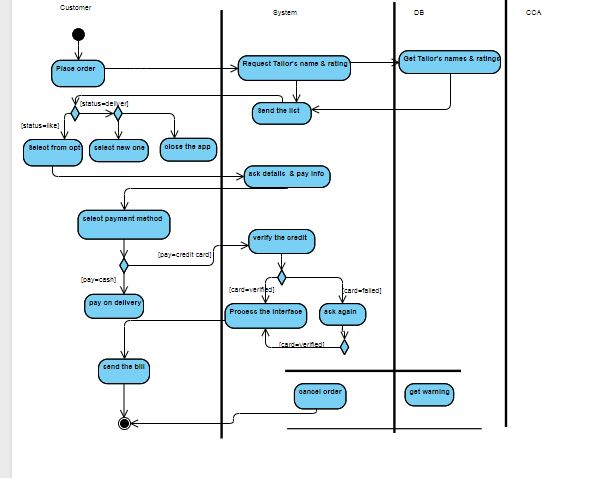 Customer
System
DB
CCA
Place order
Request Tailor's name & rating
Get Tailor's names & ratings
[status=deliver]
Send the list
[status=like]
Select from opt
select new one
close the app
ask details & pay info
select payment method
verify the credit
[pay=credit card]
[pay=cash]
[card=verified]
[card=failed]
pay on delivery
Process the interface
ask again
[card=verified]
send the bill
cancel order
get warning